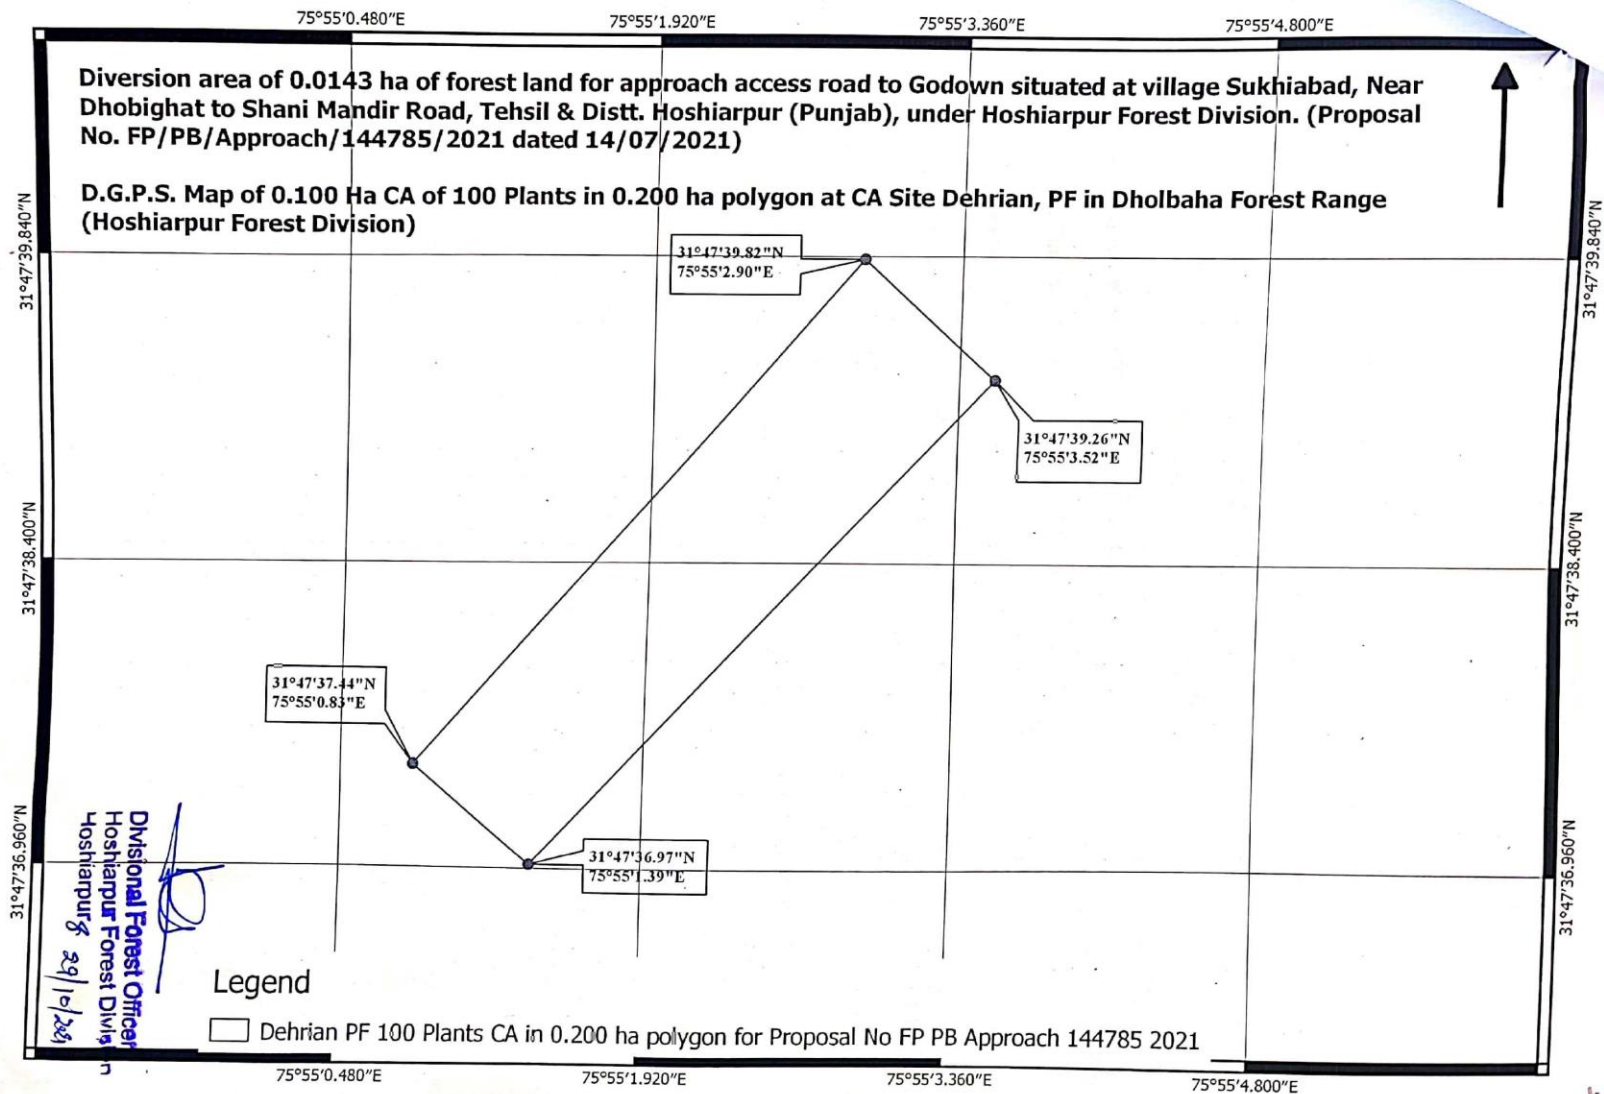 75°55'0.480"E 75°55'1.920"E 75°55'3.360"E 75°55'4.800"E
Diversion area of 0.0143 ha of forest land for approach access road to Godown situated at village Sukhiabad, Near
Dhobighat to Shani Mandir Road, Tehsil & Distt. Hoshiarpur (Punjab), under Hoshiarpur Forest Division. (Proposal
No. FP/PB/Approach/144785/2021 dated 14/07/2021)
D.G.P.S. Map of 0.100 Ha CA of 100 Plants in 0.200 ha polygon at CA Site Dehrian, PF in Dholbaha Forest Range
(Hoshiarpur Forest Division)
31°47'39.840"N
31°47'39.840"N
31°47'39.82"N
75°55'2.90"E
31°47'39.26"N
75°55'3.52"E
31°47'38.400"N
31°47'38.400"N
31°47'37.44"N
75°55'0.83"E
31°47'36.97"N
75°55'1.39"E
31°47'36.960"N
31°47'36.960"N
Divisional Forest Officer
Hoshiarpur Forest Division
Hoshiarpur
Legend
Dehrian PF 100 Plants CA in 0.200 ha polygon for Proposal No FP PB Approach 144785 2021
75°55'0.480"E 75°55'1.920"E 75°55'3.360"E 75°55'4.800"E